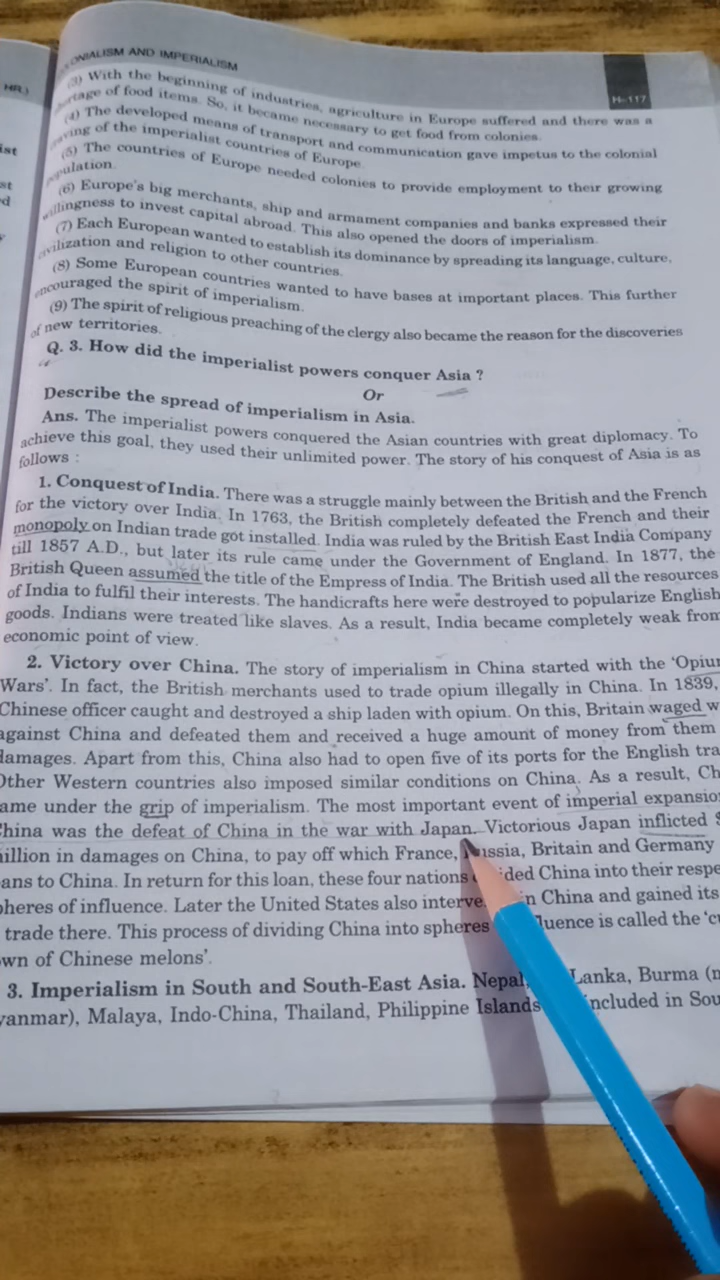 HR.)
ist
st
d
COLONIALISM AND IMPERIALISM
H–117
(3) With the beginning of industries, agriculture in Europe suffered and there was a
of food items. So, it became necessary to get food from colonies.
(4) The developed means of transport and communication gave impetus to the colonial
of the imperialist countries of Europe.
(5) The countries of Europe needed colonies to provide employment to their growing
population.
(6) Europe's big merchants, ship and armament companies and banks expressed their
willingness to invest capital abroad. This also opened the doors of imperialism.
(7) Each European wanted to establish its dominance by spreading its language, culture,
civilization and religion to other countries.
(8) Some European countries wanted to have bases at important places. This further
encouraged the spirit of imperialism.
(9) The spirit of religious preaching of the clergy also became the reason for the discoveries
of new territories.
Q. 3. How did the imperialist powers conquer Asia ?
Or
Describe the spread of imperialism in Asia.
Ans. The imperialist powers conquered the Asian countries with great diplomacy. To
achieve this goal, they used their unlimited power. The story of his conquest of Asia is as
follows :
1. Conquest of India. There was a struggle mainly between the British and the French
for the victory over India. In 1763, the British completely defeated the French and their
monopoly on Indian trade got installed. India was ruled by the British East India Company
till 1857 A.D., but later its rule came under the Government of England. In 1877, the
British Queen assumed the title of the Empress of India. The British used all the resources
of India to fulfil their interests. The handicrafts here were destroyed to popularize English
goods. Indians were treated like slaves. As a result, India became completely weak from
economic point of view.
2. Victory over China. The story of imperialism in China started with the 'Opium
Wars'. In fact, the British merchants used to trade opium illegally in China. In 1839,
Chinese officer caught and destroyed a ship laden with opium. On this, Britain waged w
against China and defeated them and received a huge amount of money from them
damages. Apart from this, China also had to open five of its ports for the English tra
Other Western countries also imposed similar conditions on China. As a result, Ch
ame under the grip of imperialism. The most important event of imperial expansion
China was the defeat of China in the war with Japan. Victorious Japan inflicted
illion in damages on China, to pay off which France, Russia, Britain and Germany
ans to China. In return for this loan, these four nations divided China into their respe
pheres of influence. Later the United States also interve in China and gained its
trade there. This process of dividing China into spheres influence is called the 'c
wn of Chinese melons'.
3. Imperialism in South and South-East Asia. Nepal, Lanka, Burma (
yanmar), Malaya, Indo-China, Thailand, Philippine Islands included in Sou